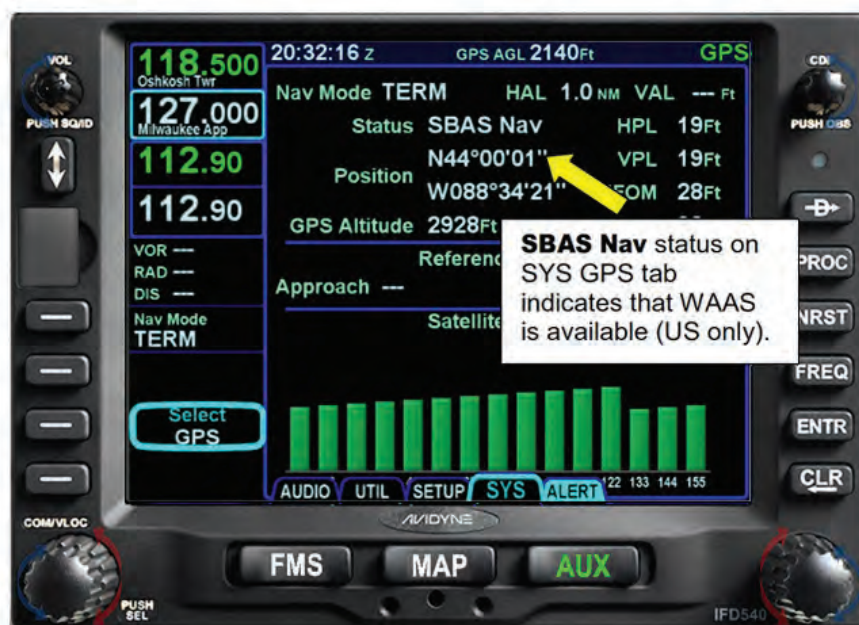 VOL
PUSH SQ/ID
118.500
Oshkosh Twr
127.000
Milwaukee App
112.90
112.90
VOR ---
RAD ---
DIS ---
Nav Mode
TERM
Select
GPS
20:32:16 Z GPS AGL 2140Ft GPS
Nav Mode TERM HAL 1.0 NM VAL --- Ft
Status SBAS Nav HPL 19Ft
Position N44°00'01" VPL 19Ft
W088°34'21" 28Ft
GPS Altitude 2928Ft
Approach ---
SBAS Nav status on
SYS GPS tab
indicates that WAAS
is available (US only).
122 133 144 155
AUDIO UTIL SETUP SYS ALERT
AVIDYNE
CDI
PUSH OBS
D
PROC
NRST
FREQ
ENTR
CLR
COM/VLOC
PUSH
SEL
FMS MAP AUX
IFD540